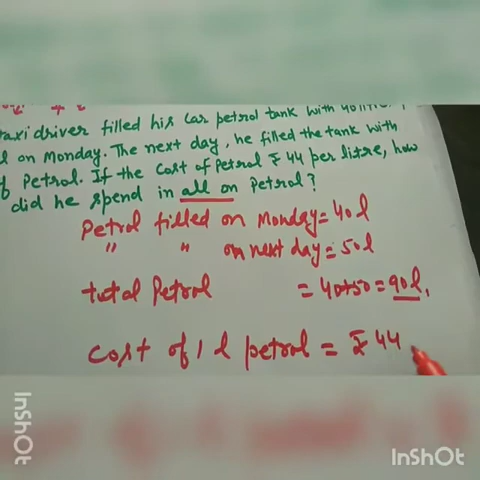 taxi driver filled his car petrol tank with 40 litre
l on Monday. The next day, he filled the tank with
of Petrol. If the Cost of Petrol ₹ 44 per litre, how
did he spend in all on Petrol?
Petrol filled on Monday = 40 l
" " on next day = 50 l
total Petrol = 40+50 = 90 l,
Cost of 1 l petrol = ₹ 44
InShOt
InShOt